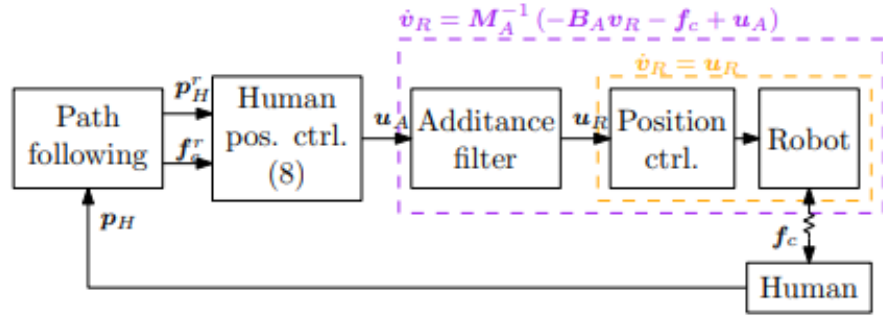 v̇_R = M_A^{-1} (-B_A v_R - f_c + u_A)
v̇_R = u_R
Path
following
p_H^r
f_c^r
Human
pos. ctrl.
(8)
u_A
Additance
filter
u_R
Position
ctrl.
Robot
p_H
f_c
Human